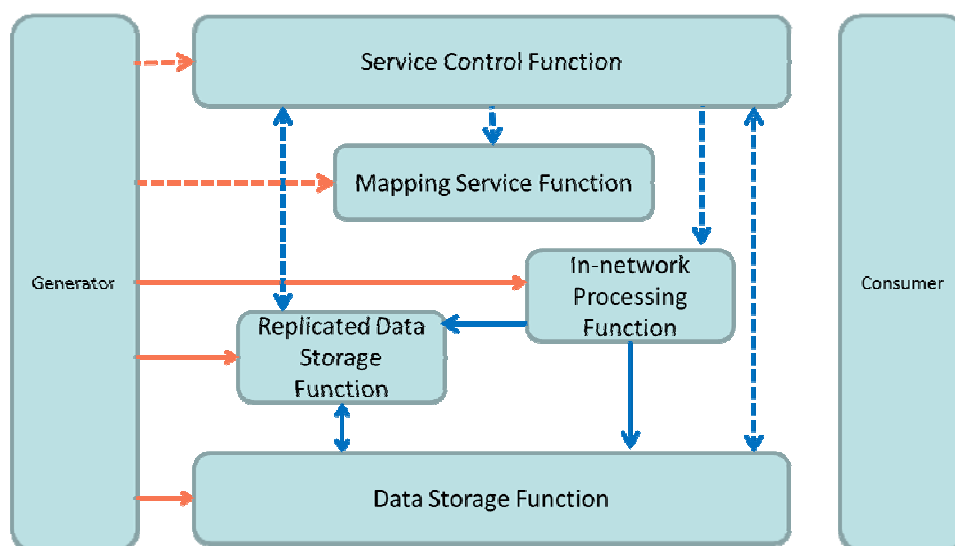 Service Control Function
Mapping Service Function
Generator
In-network
Processing
Function
Consumer
Replicated Data
Storage
Function
Data Storage Function